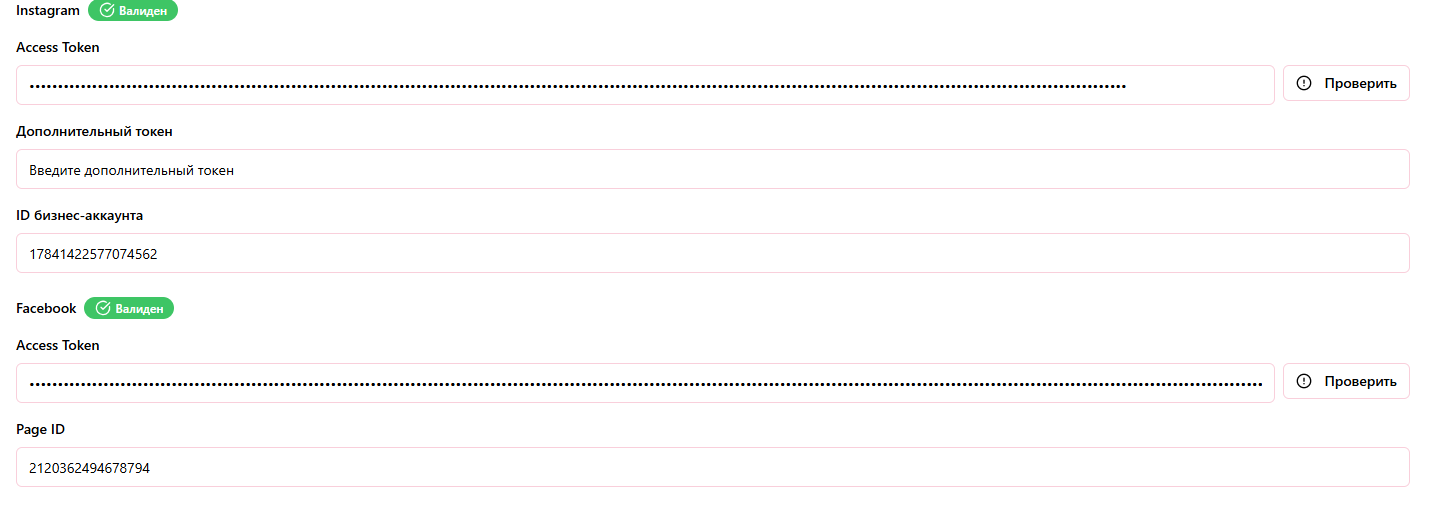 Instagram Валиден
Access Token
Проверить
Дополнительный токен
Введите дополнительный токен
ID бизнес-аккаунта
17841422577074562
Facebook Валиден
Access Token
Проверить
Page ID
2120362494678794